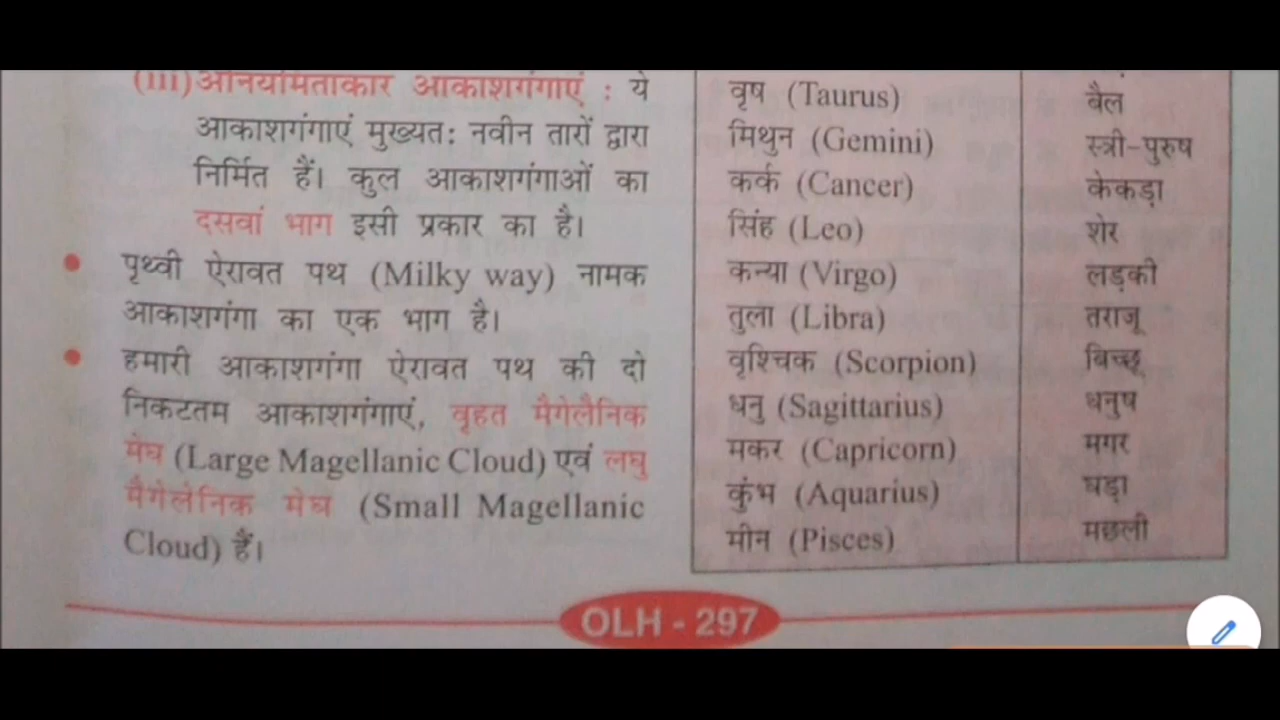 (iii) अनियमिताकार आकाशगंगाएं : ये
आकाशगंगाएं मुख्यतः नवीन तारों द्वारा
निर्मित हैं। कुल आकाशगंगाओं का
दसवां भाग इसी प्रकार का है।
• पृथ्वी ऐरावत पथ (Milky way) नामक
आकाशगंगा का एक भाग है।
• हमारी आकाशगंगा ऐरावत पथ की दो
निकटतम आकाशगंगाएं, वृहत मैगेलैनिक
मेघ (Large Magellanic Cloud) एवं लघु
मैगेलेनिक मेघ (Small Magellanic
Cloud) हैं।
वृष (Taurus) बैल
मिथुन (Gemini) स्त्री-पुरुष
कर्क (Cancer) केकड़ा
सिंह (Leo) शेर
कन्या (Virgo) लड़की
तुला (Libra) तराजू
वृश्चिक (Scorpion) बिच्छू
धनु (Sagittarius) धनुष
मकर (Capricorn) मगर
कुंभ (Aquarius) घड़ा
मीन (Pisces) मछली
OLH - 297